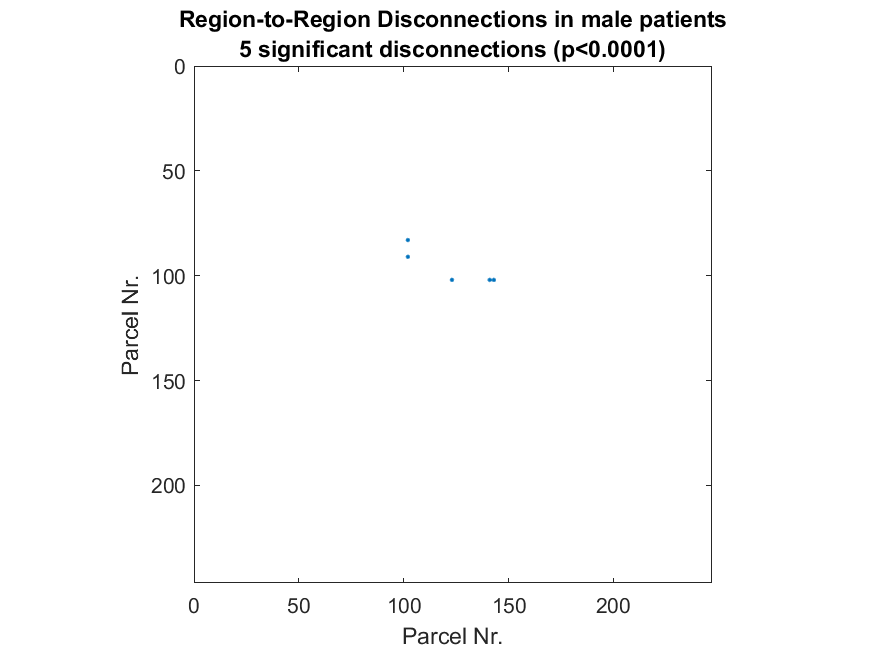 Region-to-Region Disconnections in male patients
5 significant disconnections (p<0.0001)
0
50
100
150
200
Parcel Nr.
0 50 100 150 200
Parcel Nr.